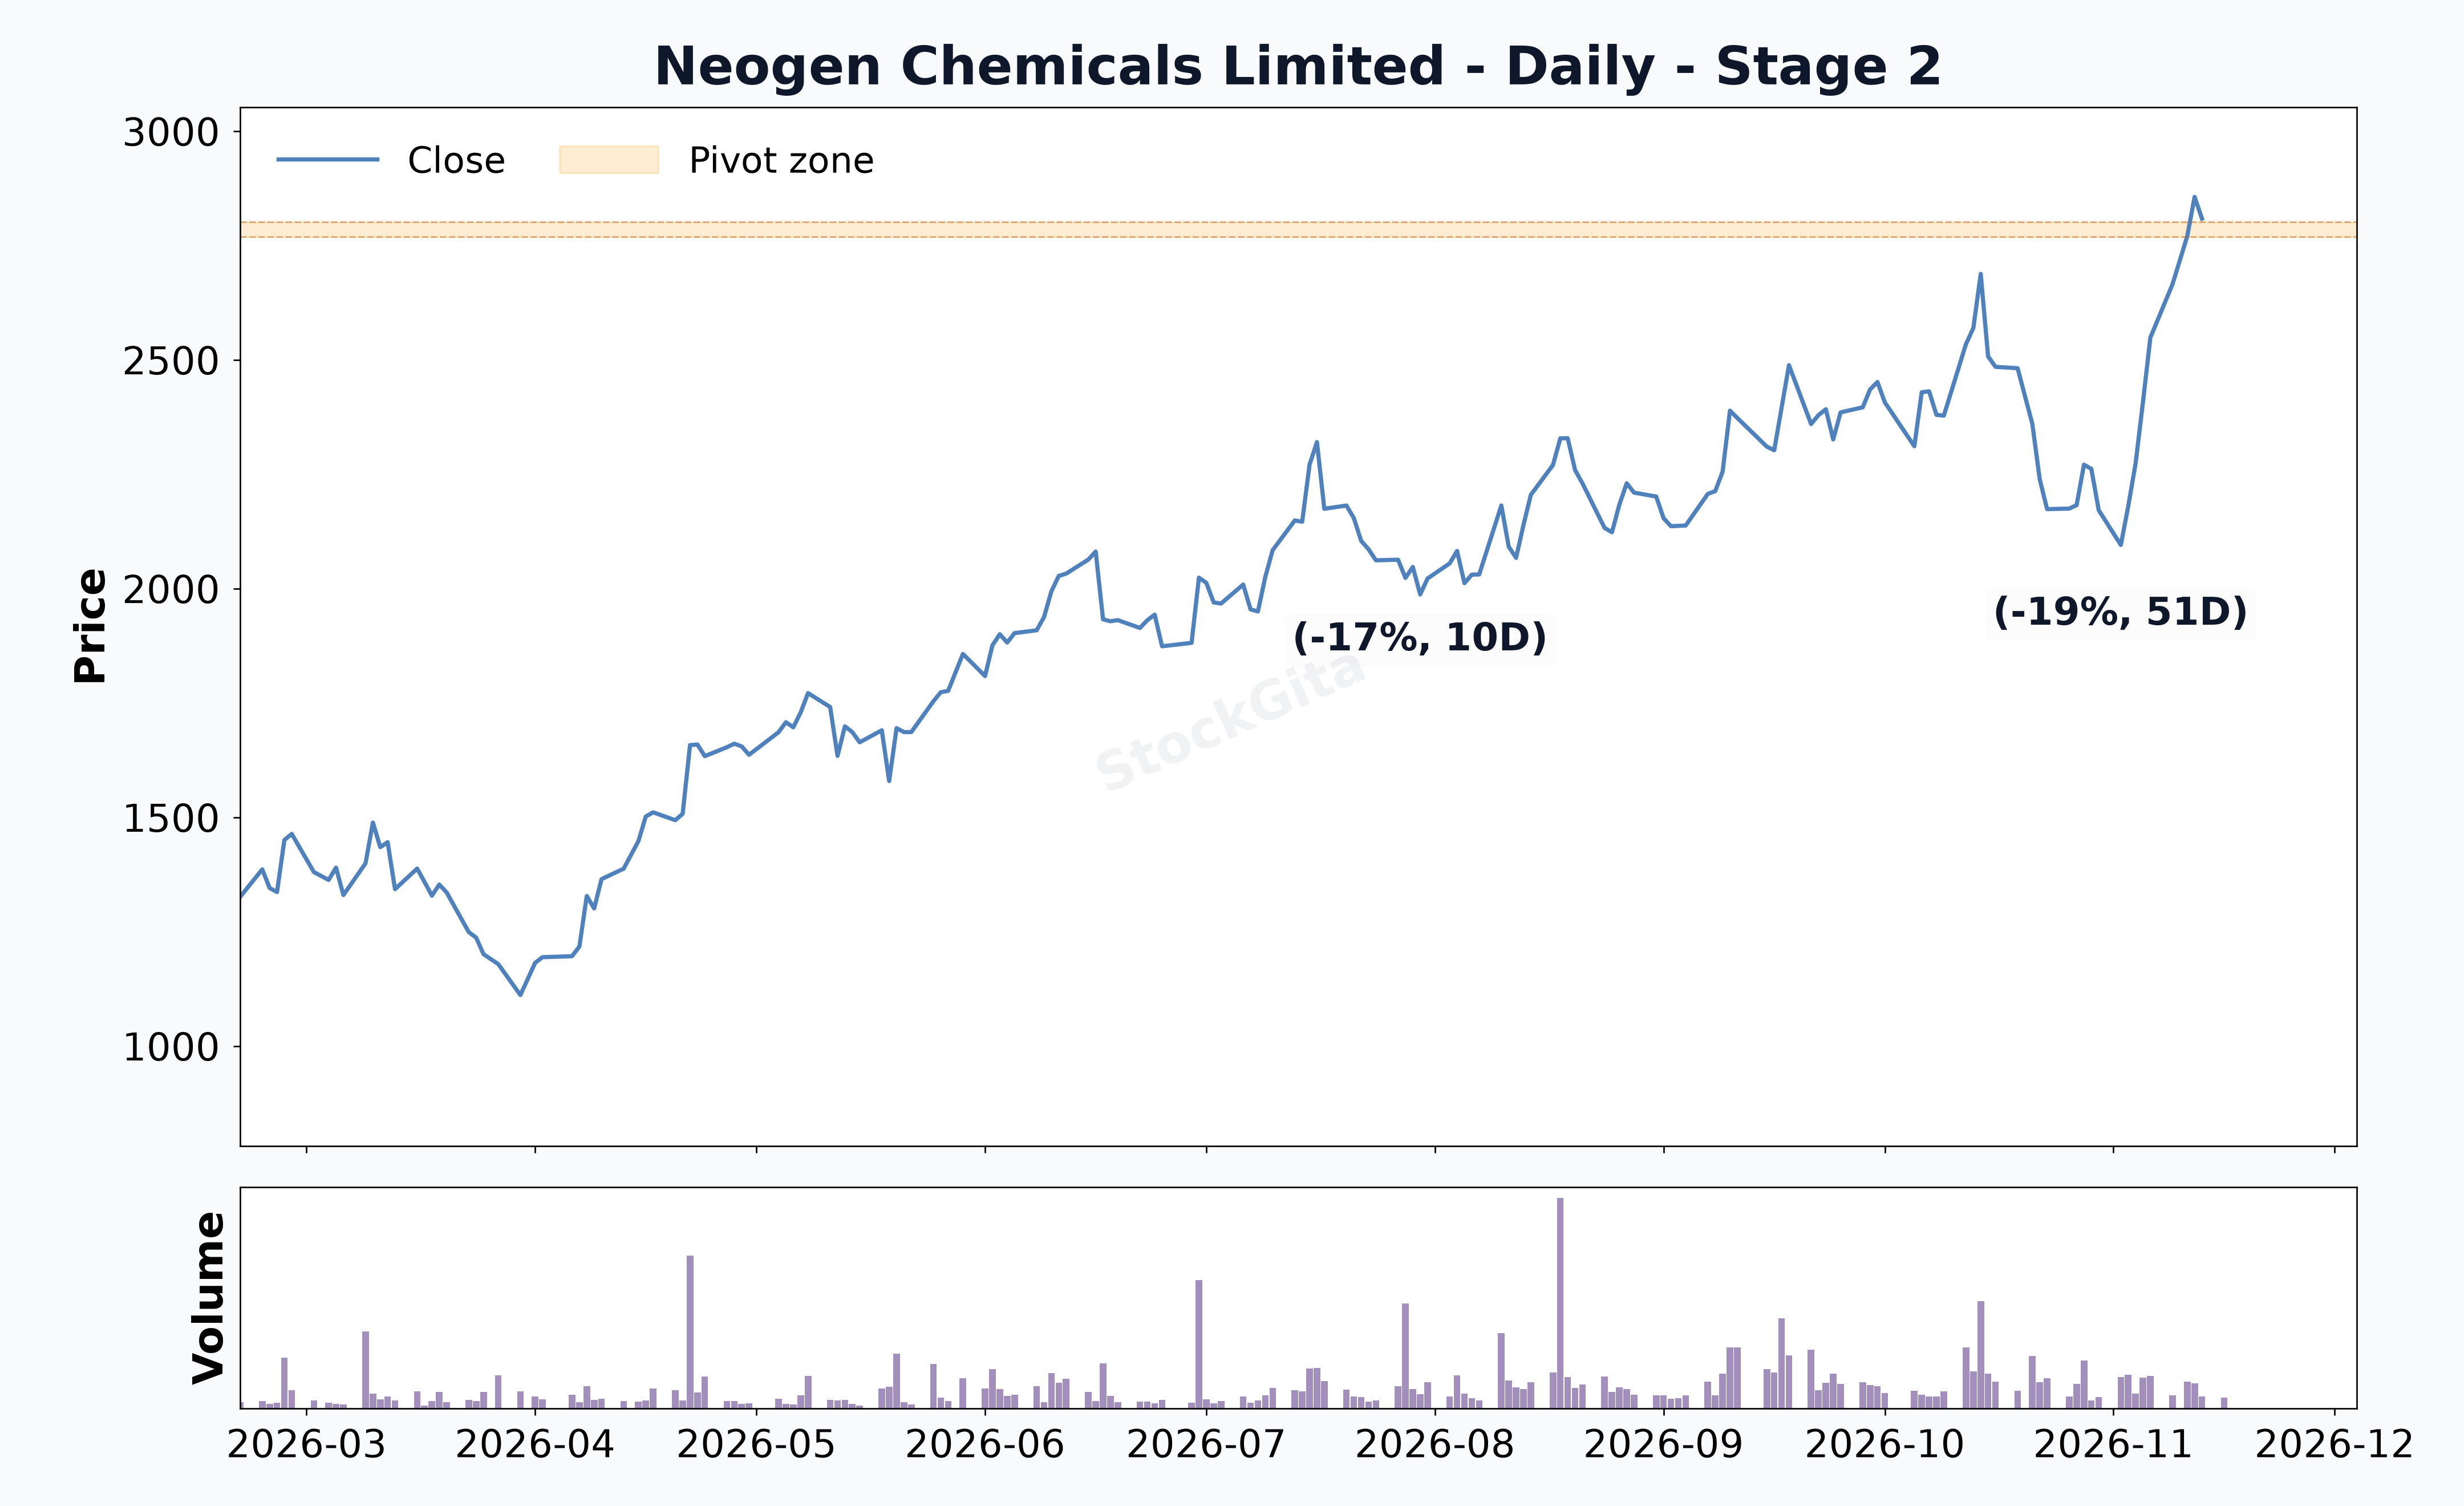 Neogen Chemicals Limited - Daily - Stage 2
3000
2500
2000
1500
1000
Price
Close
Pivot zone
(-17%, 10D)
(-19%, 51D)
StockGita
Volume
2026-03
2026-04
2026-05
2026-06
2026-07
2026-08
2026-09
2026-10
2026-11
2026-12